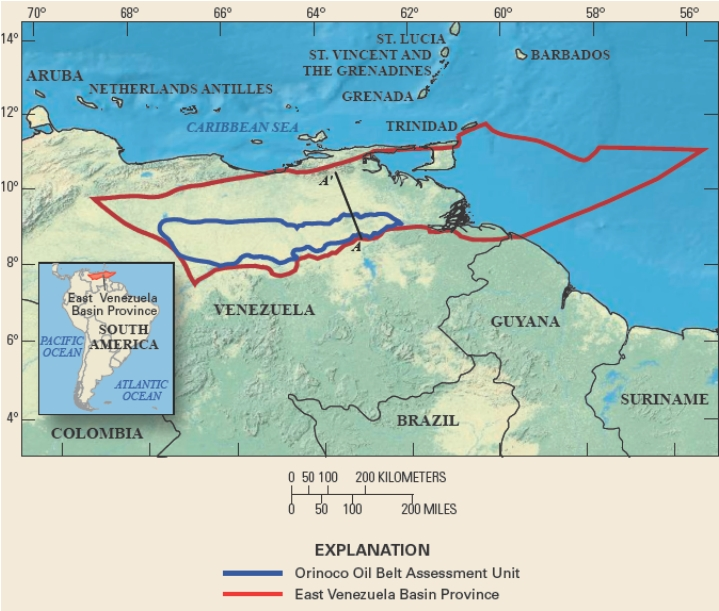 70° 68° 66° 64° 62° 60° 58° 56°
14°
ST. LUCIA
ST. VINCENT AND
THE GRENADINES
BARBADOS
ARUBA
NETHERLANDS ANTILLES
GRENADA
12°
CARIBBEAN SEA
TRINIDAD
A'
10°
A
8°
East Venezuela
Basin Province
SOUTH
AMERICA
PACIFIC
OCEAN
ATLANTIC
OCEAN
VENEZUELA
GUYANA
6°
SURINAME
4°
BRAZIL
COLOMBIA
0 50 100 200 KILOMETERS
0 50 100 200 MILES
EXPLANATION
Orinoco Oil Belt Assessment Unit
East Venezuela Basin Province